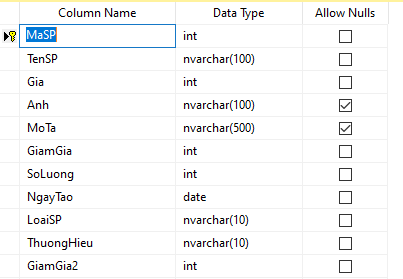 Column Name Data Type Allow Nulls
MaSP int
TenSP nvarchar(100)
Gia int
Anh nvarchar(100)
MoTa nvarchar(500)
GiamGia int
SoLuong int
NgayTao date
LoaiSP nvarchar(10)
ThuongHieu nvarchar(10)
GiamGia2 int